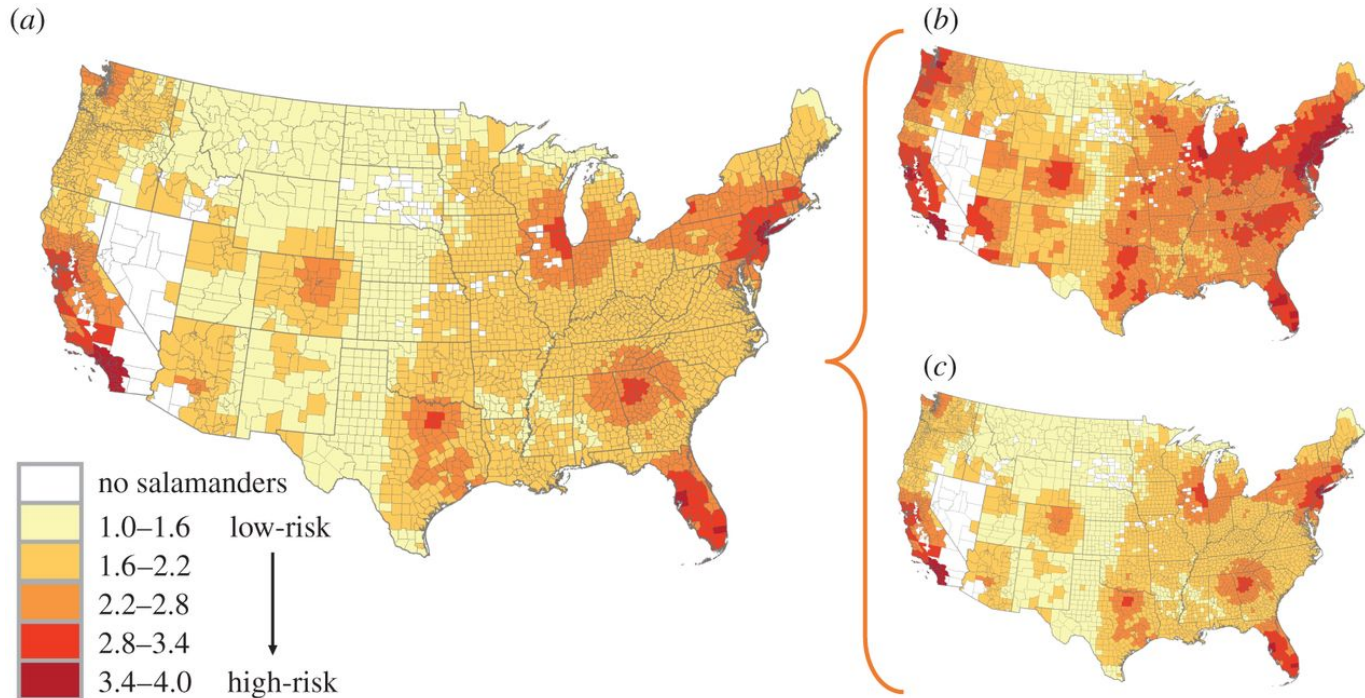 (a)
(b)
(c)
no salamanders
1.0–1.6 low-risk
1.6–2.2
2.2–2.8
2.8–3.4
3.4–4.0 high-risk